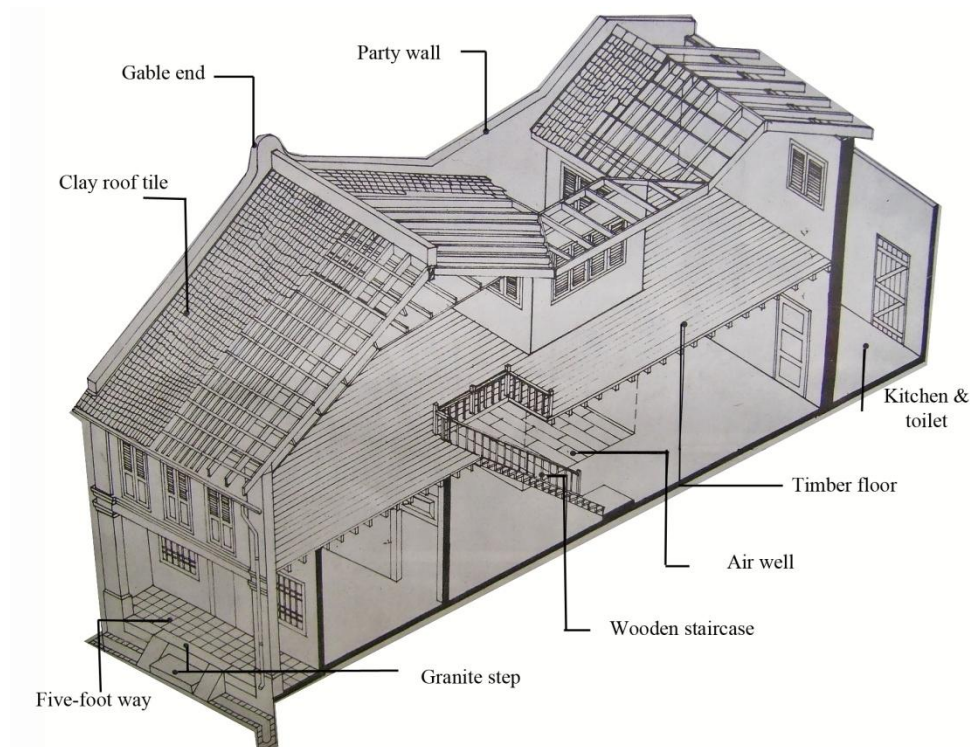 Party wall
Gable end
Clay roof tile
Kitchen &
toilet
Timber floor
Air well
Wooden staircase
Granite step
Five-foot way